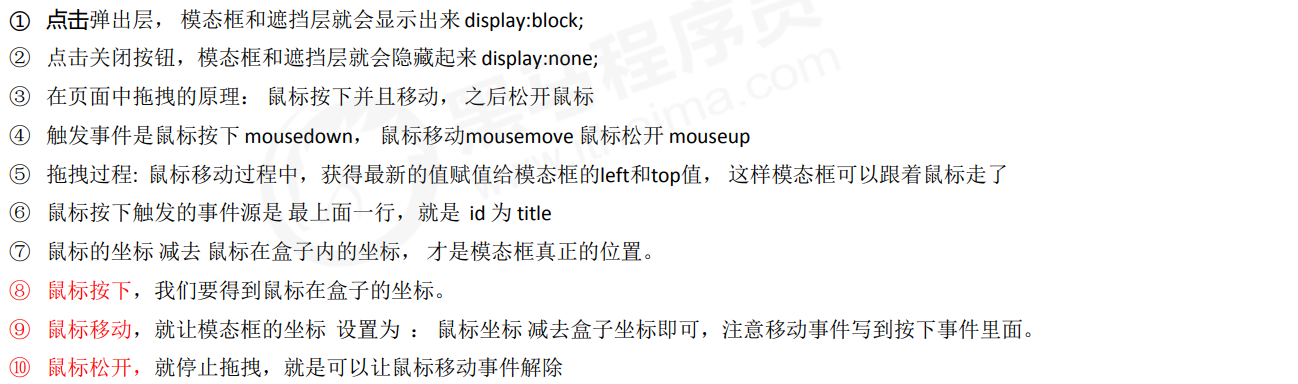 ① 点击弹出层， 模态框和遮挡层就会显示出来 display:block;
② 点击关闭按钮，模态框和遮挡层就会隐藏起来 display:none;
③ 在页面中拖拽的原理： 鼠标按下并且移动， 之后松开鼠标
④ 触发事件是鼠标按下 mousedown， 鼠标移动mousemove 鼠标松开 mouseup
⑤ 拖拽过程: 鼠标移动过程中，获得最新的值赋值给模态框的left和top值， 这样模态框可以跟着鼠标走了
⑥ 鼠标按下触发的事件源是 最上面一行，就是 id 为 title
⑦ 鼠标的坐标 减去 鼠标在盒子内的坐标， 才是模态框真正的位置。
⑧ 鼠标按下，我们要得到鼠标在盒子的坐标。
⑨ 鼠标移动，就让模态框的坐标 设置为 ： 鼠标坐标 减去盒子坐标即可，注意移动事件写到按下事件里面。
⑩ 鼠标松开，就停止拖拽，就是可以让鼠标移动事件解除